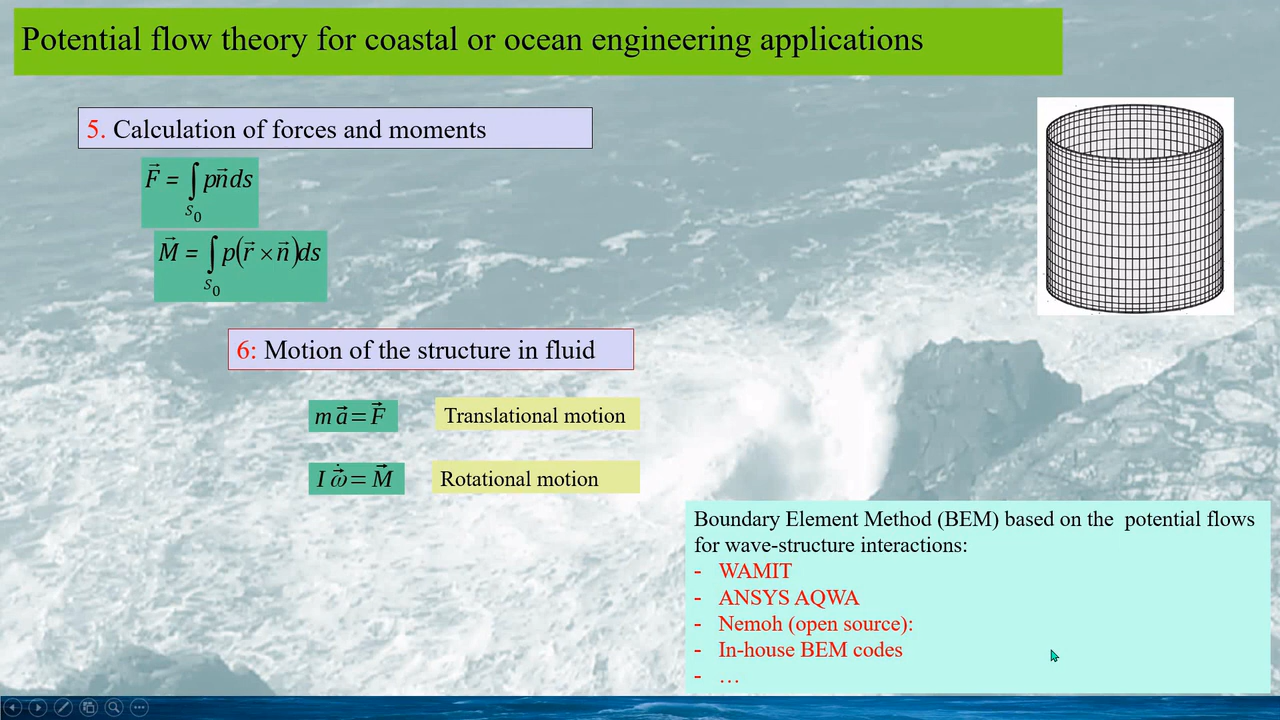 Potential flow theory for coastal or ocean engineering applications
5. Calculation of forces and moments
F⃗ = ∫S₀ pn⃗ds
M⃗ = ∫S₀ p(r⃗ × n⃗)ds
6: Motion of the structure in fluid
m a⃗ = F⃗ Translational motion
I ω⃗̇ = M⃗ Rotational motion
Boundary Element Method (BEM) based on the potential flows
for wave-structure interactions:
- WAMIT
- ANSYS AQWA
- Nemoh (open source):
- In-house BEM codes
- …